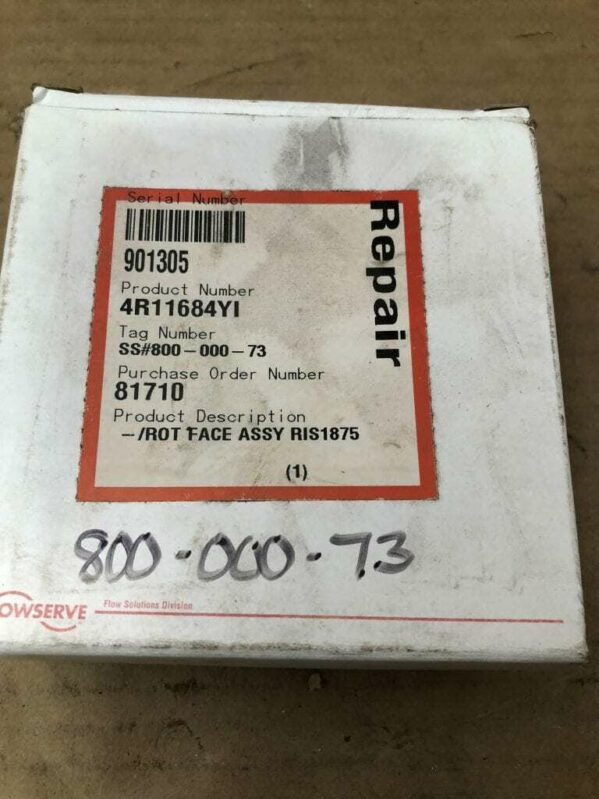 Serial Number
901305
Product Number
4R11684YI
Tag Number
SS#800-000-73
Purchase Order Number
81710
Product Description
-/ROT FACE ASSY RIS1875
(1)
Repair
800-000-73
OWSERVE
Flow Solutions Division